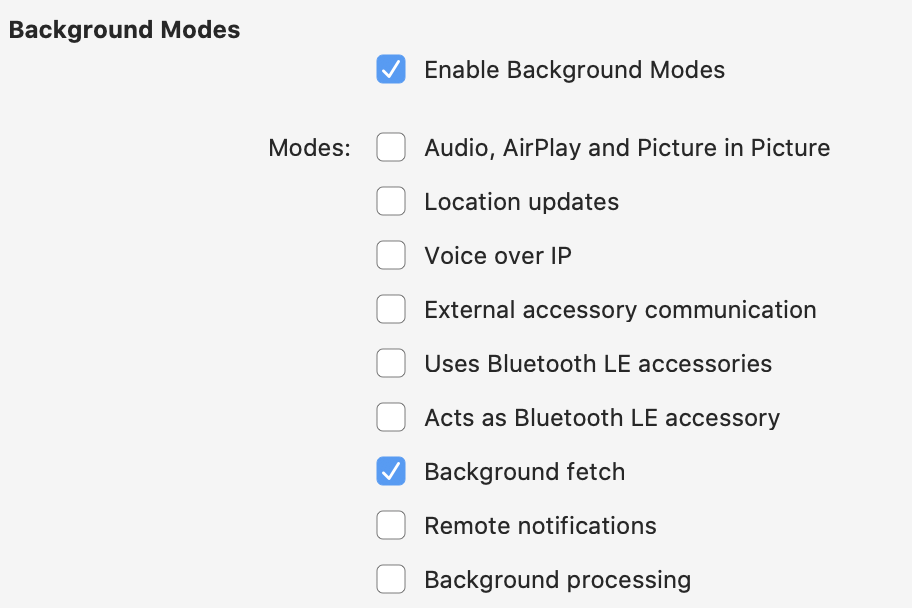 Background Modes
Enable Background Modes
Modes: Audio, AirPlay and Picture in Picture
Location updates
Voice over IP
External accessory communication
Uses Bluetooth LE accessories
Acts as Bluetooth LE accessory
Background fetch
Remote notifications
Background processing